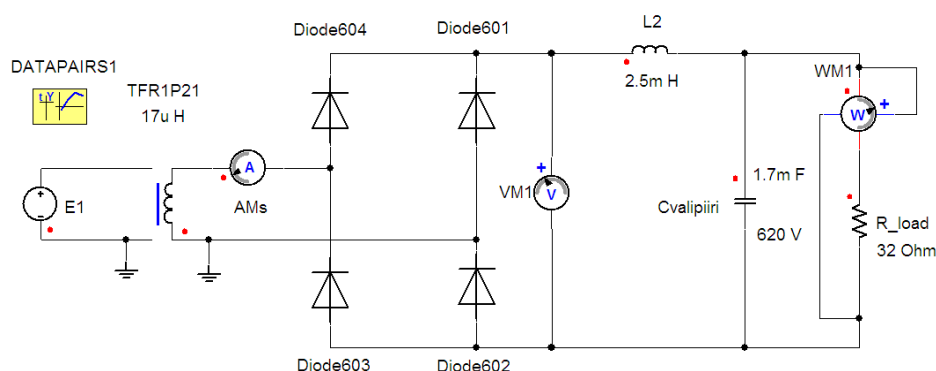 Diode604
Diode601
L2
2.5m H
DATAPAIRS1
t,Y
TFR1P21
17u H
WM1
W
E1
A
AMs
VM1
V
1.7m F
Cvalipiiri
620 V
R_load
32 Ohm
Diode603
Diode602